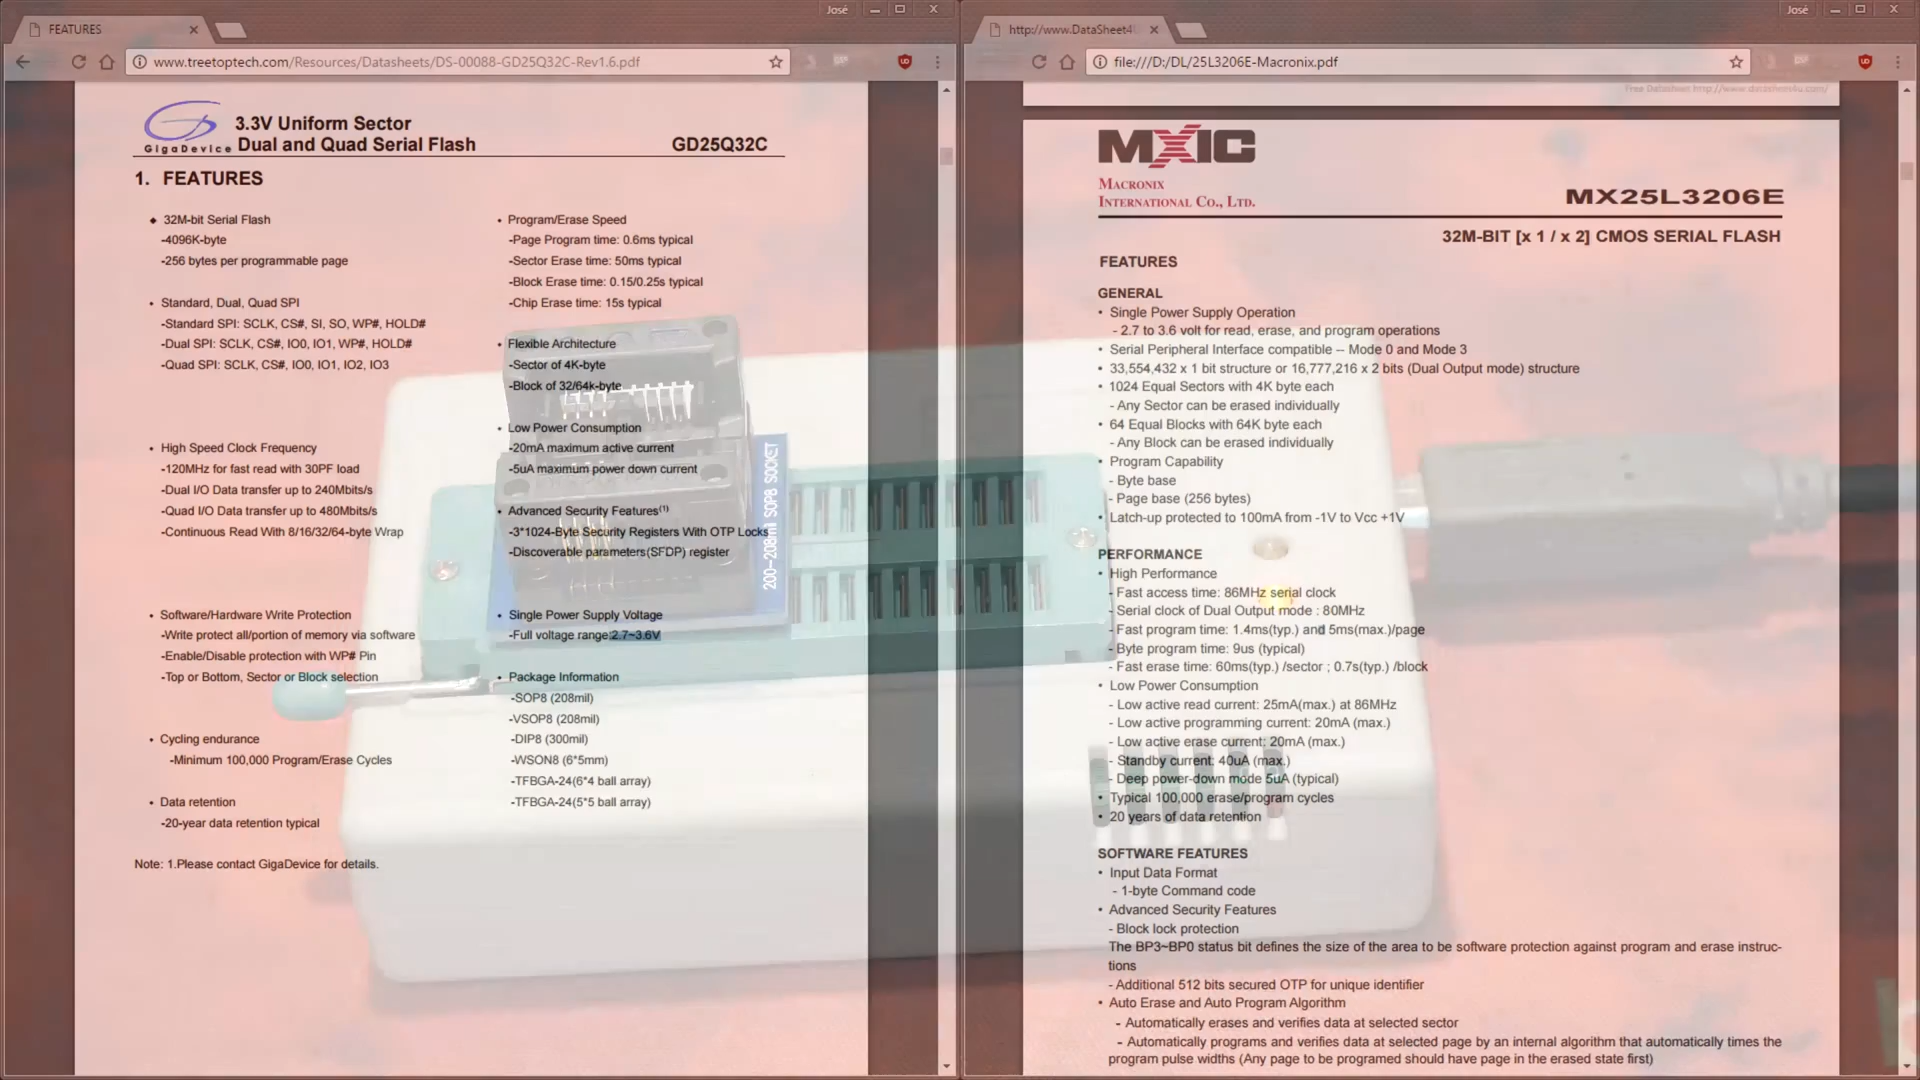 José
José
FEATURES
http://www.DataSheet4
www.treetoptech.com/Resources/Datasheets/DS-00088-GD25Q32C-Rev1.6.pdf
file:///D:/DL/25L3206E-Macronix.pdf
GigaDevice
3.3V Uniform Sector
Dual and Quad Serial Flash
GD25Q32C
1. FEATURES
◆ 32M-bit Serial Flash
-4096K-byte
-256 bytes per programmable page
• Standard, Dual, Quad SPI
-Standard SPI: SCLK, CS#, SI, SO, WP#, HOLD#
-Dual SPI: SCLK, CS#, IO0, IO1, WP#, HOLD#
-Quad SPI: SCLK, CS#, IO0, IO1, IO2, IO3
• High Speed Clock Frequency
-120MHz for fast read with 30PF load
-Dual I/O Data transfer up to 240Mbits/s
-Quad I/O Data transfer up to 480Mbits/s
-Continuous Read With 8/16/32/64-byte Wrap
• Software/Hardware Write Protection
-Write protect all/portion of memory via software
-Enable/Disable protection with WP# Pin
-Top or Bottom, Sector or Block selection
• Cycling endurance
-Minimum 100,000 Program/Erase Cycles
• Data retention
-20-year data retention typical
Note: 1.Please contact GigaDevice for details.
• Program/Erase Speed
-Page Program time: 0.6ms typical
-Sector Erase time: 50ms typical
-Block Erase time: 0.15/0.25s typical
-Chip Erase time: 15s typical
• Flexible Architecture
-Sector of 4K-byte
-Block of 32/64k-byte
• Low Power Consumption
-20mA maximum active current
-5uA maximum power down current
• Advanced Security Features(1)
-3*1024-Byte Security Registers With OTP Locks
-Discoverable parameters(SFDP) register
• Single Power Supply Voltage
-Full voltage range:2.7~3.6V
• Package Information
-SOP8 (208mil)
-VSOP8 (208mil)
-DIP8 (300mil)
-WSON8 (6*5mm)
-TFBGA-24(6*4 ball array)
-TFBGA-24(5*5 ball array)
200-208mil SOP8 SOCKET
Free Datasheet http://www.datasheet4u.com/
MXIC
MACRONIX
INTERNATIONAL CO., LTD.
MX25L3206E
32M-BIT [x 1 / x 2] CMOS SERIAL FLASH
FEATURES
GENERAL
• Single Power Supply Operation
- 2.7 to 3.6 volt for read, erase, and program operations
• Serial Peripheral Interface compatible -- Mode 0 and Mode 3
• 33,554,432 x 1 bit structure or 16,777,216 x 2 bits (Dual Output mode) structure
• 1024 Equal Sectors with 4K byte each
- Any Sector can be erased individually
• 64 Equal Blocks with 64K byte each
- Any Block can be erased individually
• Program Capability
- Byte base
- Page base (256 bytes)
• Latch-up protected to 100mA from -1V to Vcc +1V
PERFORMANCE
• High Performance
- Fast access time: 86MHz serial clock
- Serial clock of Dual Output mode : 80MHz
- Fast program time: 1.4ms(typ.) and 5ms(max.)/page
- Byte program time: 9us (typical)
- Fast erase time: 60ms(typ.) /sector ; 0.7s(typ.) /block
• Low Power Consumption
- Low active read current: 25mA(max.) at 86MHz
- Low active programming current: 20mA (max.)
- Low active erase current: 20mA (max.)
- Standby current: 40uA (max.)
- Deep power-down mode 5uA (typical)
• Typical 100,000 erase/program cycles
• 20 years of data retention
SOFTWARE FEATURES
• Input Data Format
- 1-byte Command code
• Advanced Security Features
- Block lock protection
The BP3~BP0 status bit defines the size of the area to be software protection against program and erase instruc-
tions
- Additional 512 bits secured OTP for unique identifier
• Auto Erase and Auto Program Algorithm
- Automatically erases and verifies data at selected sector
- Automatically programs and verifies data at selected page by an internal algorithm that automatically times the
program pulse widths (Any page to be programed should have page in the erased state first)